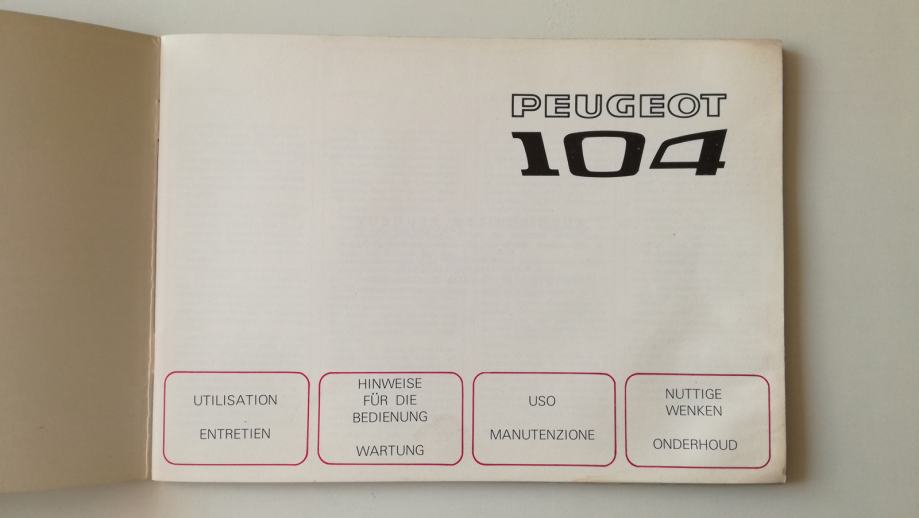 PEUGEOT
104
UTILISATION
ENTRETIEN
HINWEISE
FÜR DIE
BEDIENUNG
WARTUNG
USO
MANUTENZIONE
NUTTIGE
WENKEN
ONDERHOUD